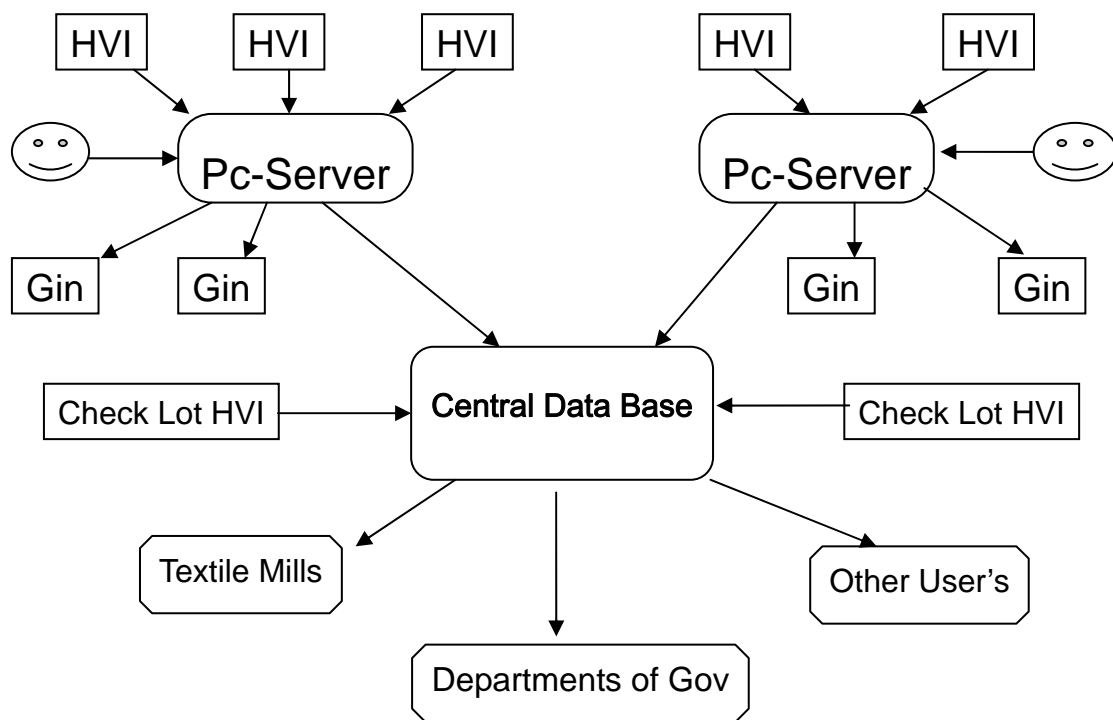 HVI
HVI
HVI
HVI
HVI
Pc-Server
Pc-Server
Gin
Gin
Gin
Gin
Central Data Base
Check Lot HVI
Check Lot HVI
Textile Mills
Other User's
Departments of Gov